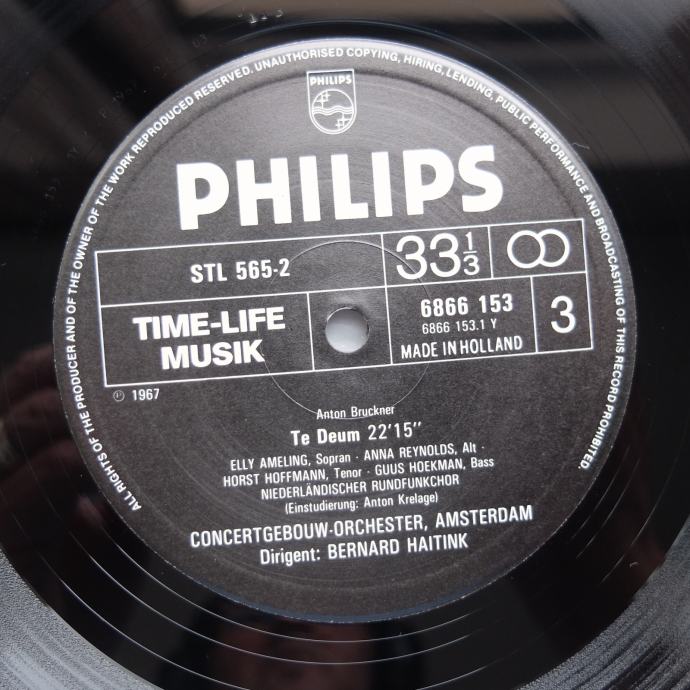 ALL RIGHTS OF THE PRODUCER AND OF THE OWNER OF THE WORK REPRODUCED RESERVED. UNAUTHORISED COPYING, HIRING, LENDING, PUBLIC PERFORMANCE AND BROADCASTING OF THIS RECORD PROHIBITED.
PHILIPS
PHILIPS
STL 565-2
33 1/3
TIME-LIFE
MUSIK
6866 153
6866 153.1 Y
MADE IN HOLLAND
3
℗ 1967
Anton Bruckner
Te Deum 22'15"
ELLY AMELING, Sopran · ANNA REYNOLDS, Alt ·
HORST HOFFMANN, Tenor · GUUS HOEKMAN, Bass
NIEDERLÄNDISCHER RUNDFUNKCHOR
(Einstudierung: Anton Krelage)
CONCERTGEBOUW-ORCHESTER, AMSTERDAM
Dirigent: BERNARD HAITINK